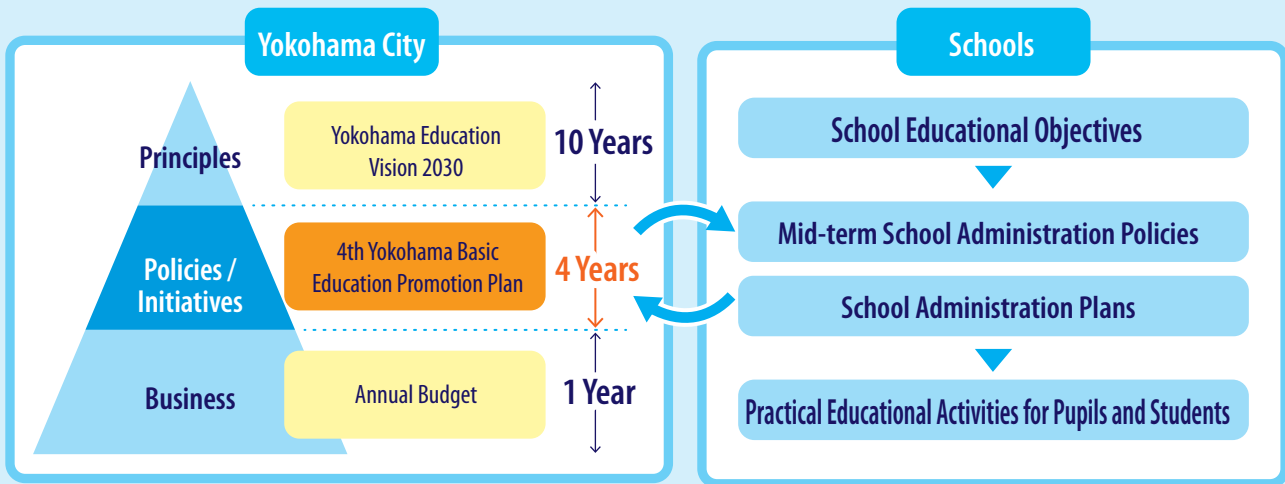 Yokohama City
Principles
Yokohama Education
Vision 2030
10 Years
Policies /
Initiatives
4th Yokohama Basic
Education Promotion Plan
4 Years
Business
Annual Budget
1 Year
Schools
School Educational Objectives
Mid-term School Administration Policies
School Administration Plans
Practical Educational Activities for Pupils and Students